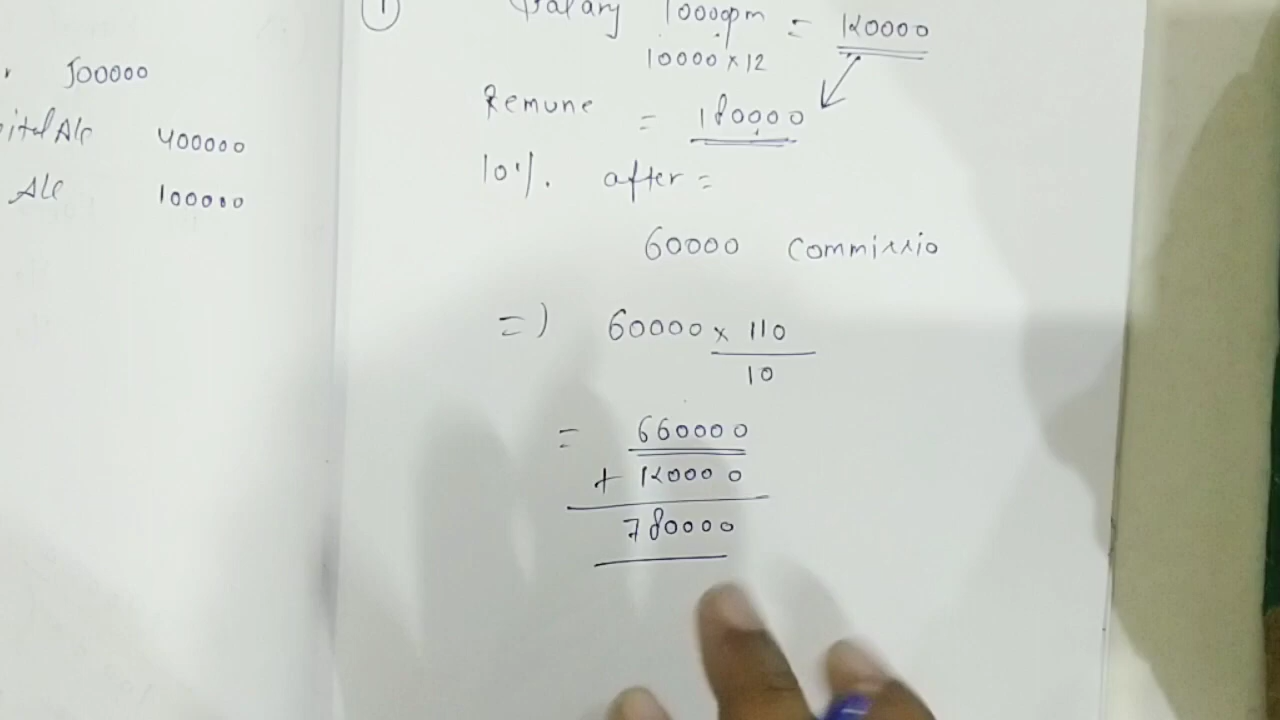 500000
400000
Alc 100000
1
Salary 10000pm = 120000
10000 x 12
Remune = 180000
10%. after =
60000 Commissio
=) 60000 x 110
10
= 660000
+ 120000
780000